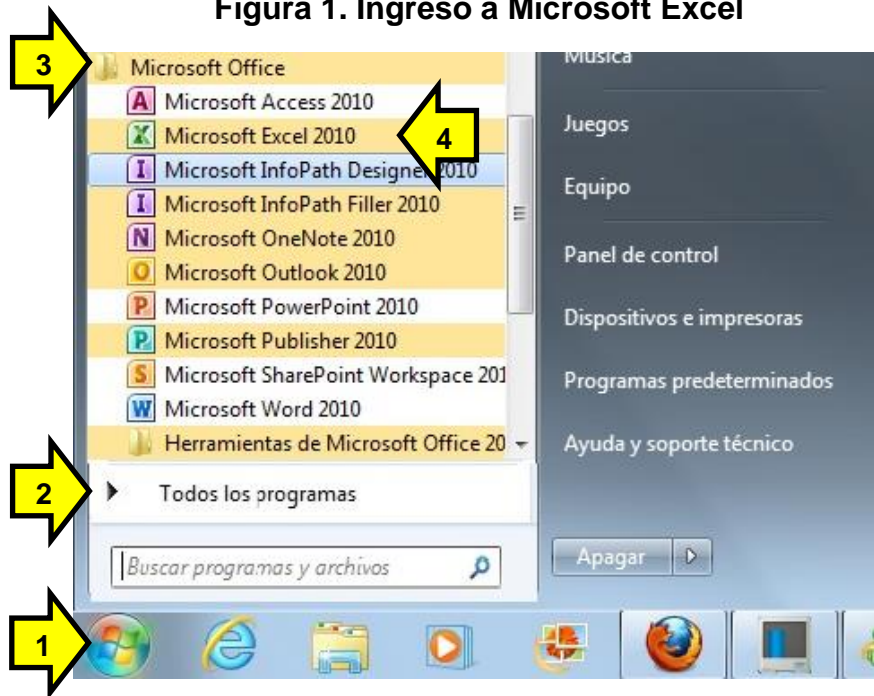 Figura 1. Ingreso a Microsoft Excel
3
Microsoft Office
Microsoft Access 2010
Microsoft Excel 2010
4
Microsoft InfoPath Designer 2010
Microsoft InfoPath Filler 2010
Microsoft OneNote 2010
Microsoft Outlook 2010
Microsoft PowerPoint 2010
Microsoft Publisher 2010
Microsoft SharePoint Workspace 201
Microsoft Word 2010
Herramientas de Microsoft Office 20
2
Todos los programas
Buscar programas y archivos
1
Música
Juegos
Equipo
Panel de control
Dispositivos e impresoras
Programas predeterminados
Ayuda y soporte técnico
Apagar